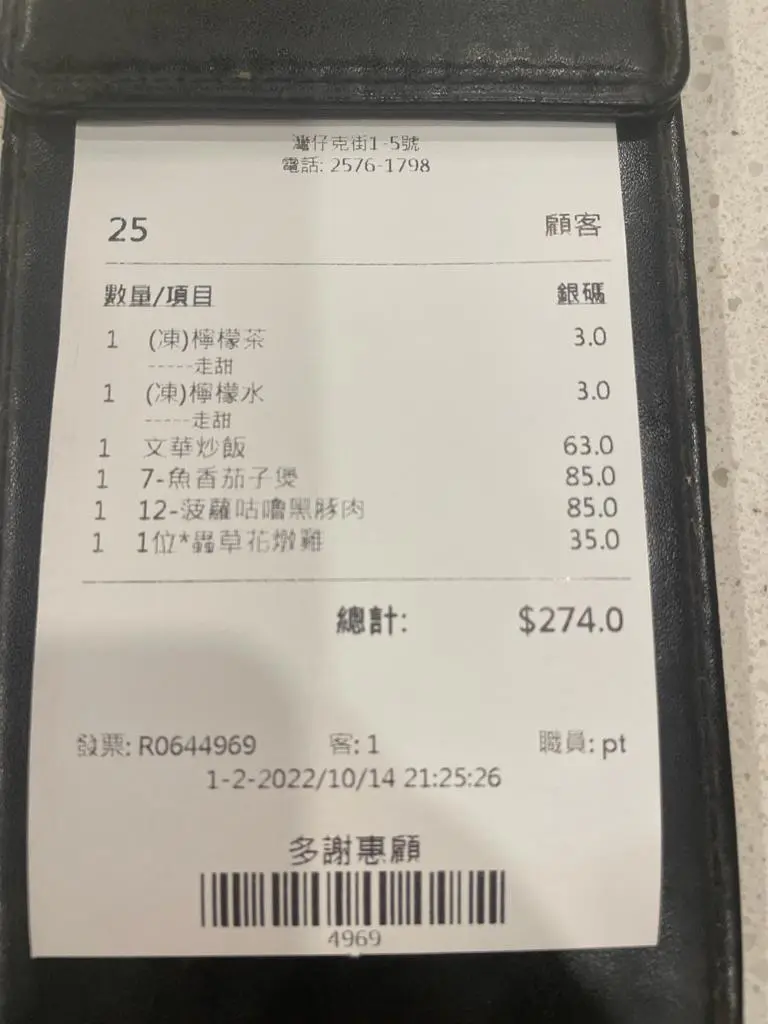 灣仔克街1-5號
電話: 2576-1798
25 顧客
數量/項目 銀碼
1 (凍)檸檬茶 3.0
-----走甜
1 (凍)檸檬水 3.0
-----走甜
1 文華炒飯 63.0
1 7-魚香茄子煲 85.0
1 12-菠蘿咕嚕黑豚肉 85.0
1 1位*蟲草花燉雞 35.0
總計: $274.0
發票: R0644969 客: 1 職員: pt
1-2-2022/10/14 21:25:26
多謝惠顧
4969